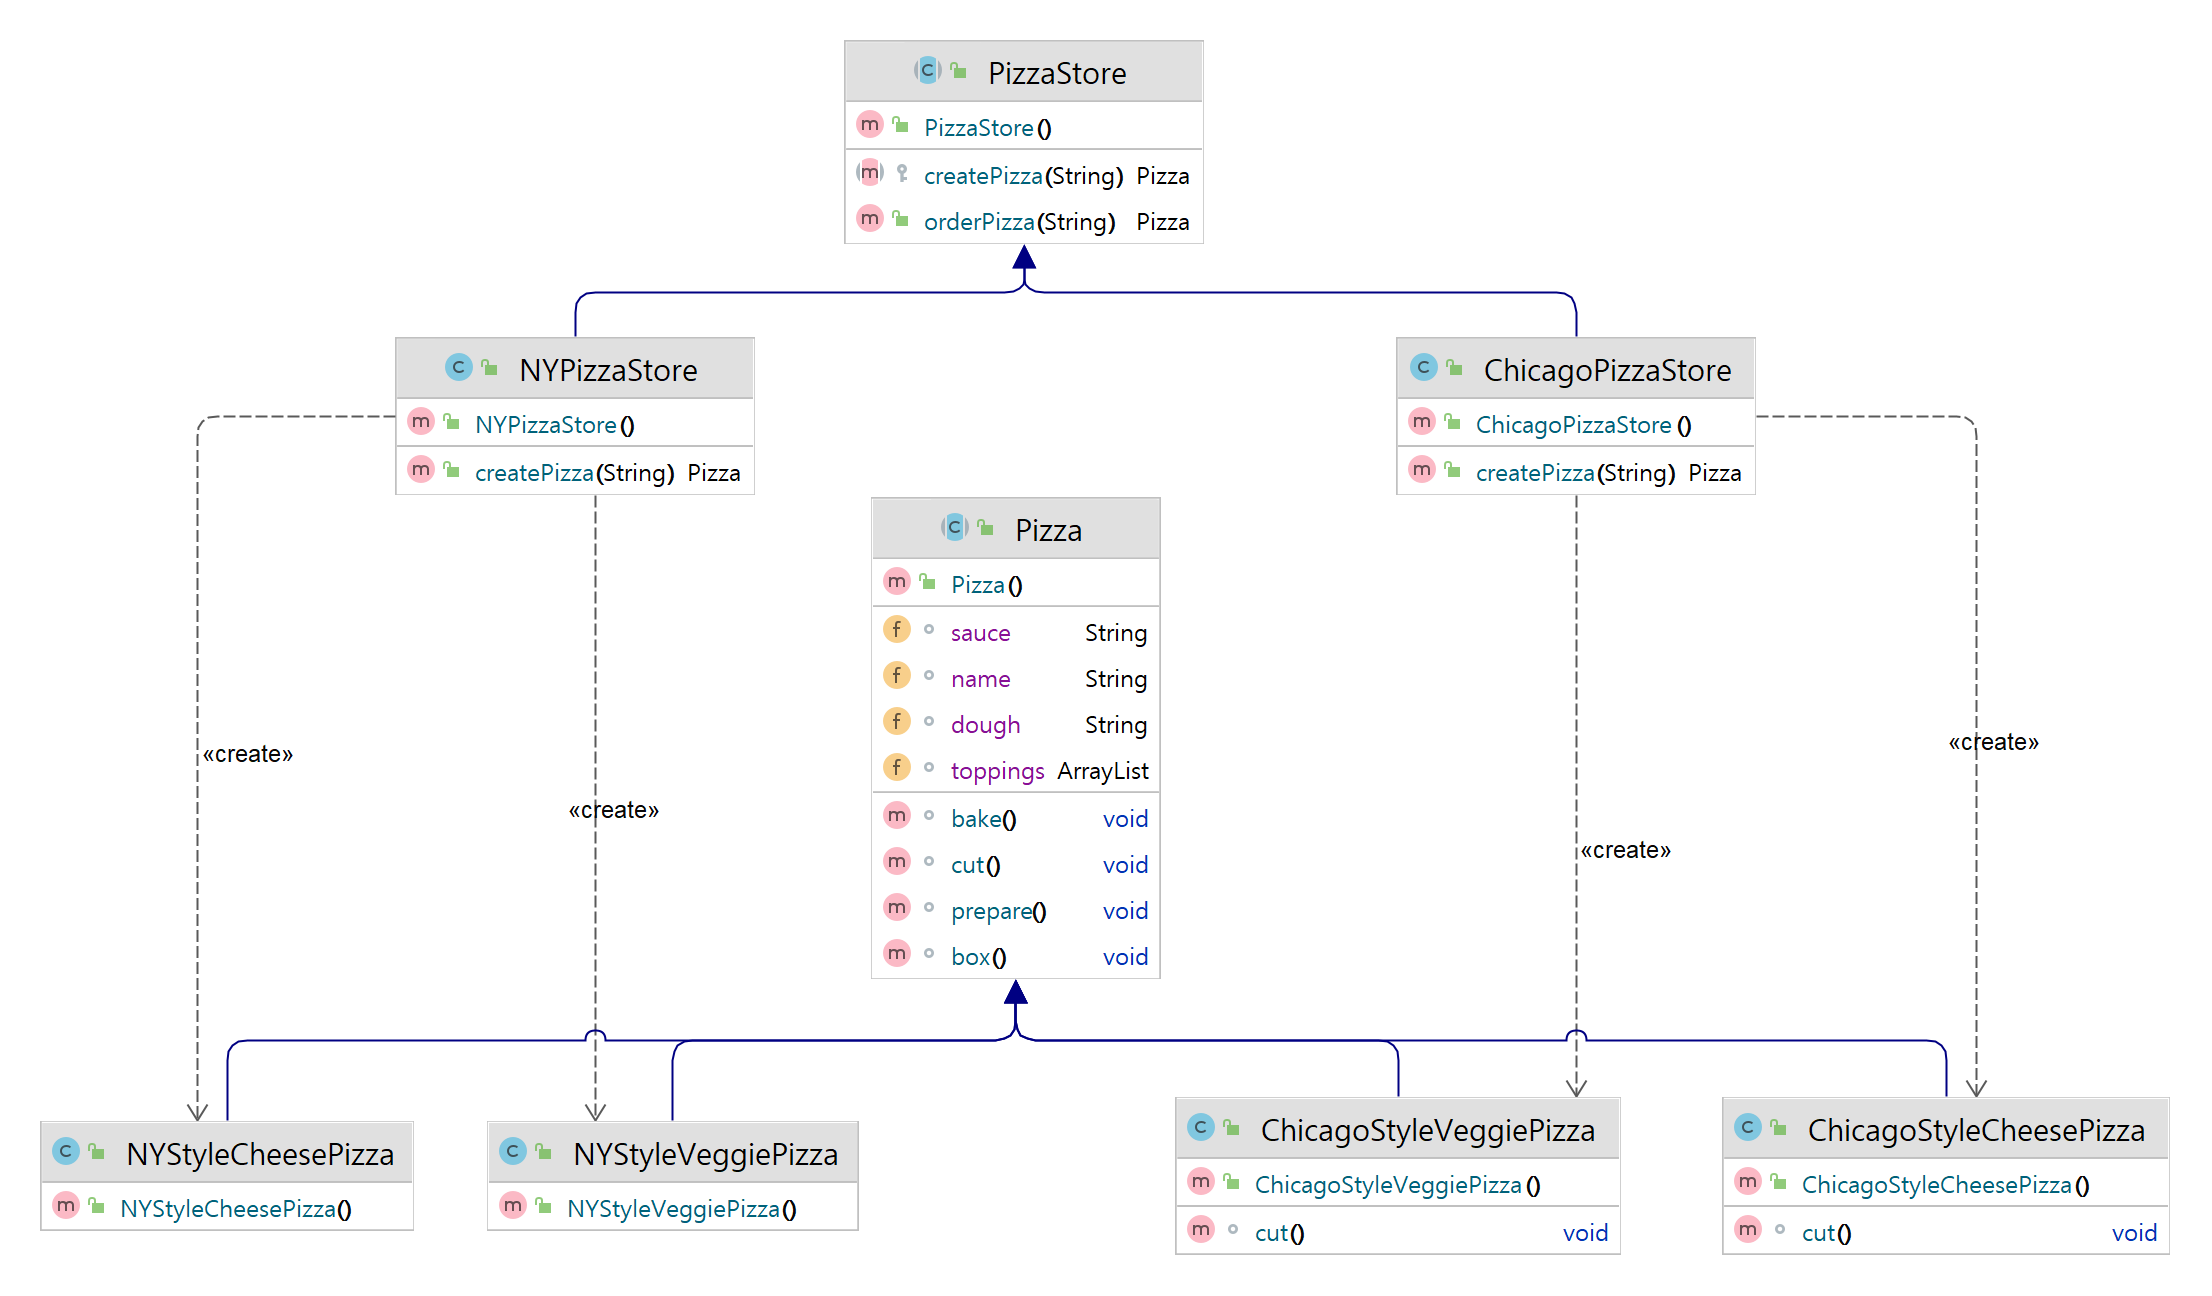 PizzaStore
PizzaStore()
createPizza(String) Pizza
orderPizza(String) Pizza
NYPizzaStore
NYPizzaStore()
createPizza(String) Pizza
ChicagoPizzaStore
ChicagoPizzaStore()
createPizza(String) Pizza
Pizza
Pizza()
sauce String
name String
dough String
toppings ArrayList
bake() void
cut() void
prepare() void
box() void
«create»
«create»
«create»
«create»
NYStyleCheesePizza
NYStyleCheesePizza()
NYStyleVeggiePizza
NYStyleVeggiePizza()
ChicagoStyleVeggiePizza
ChicagoStyleVeggiePizza()
cut() void
ChicagoStyleCheesePizza
ChicagoStyleCheesePizza()
cut() void